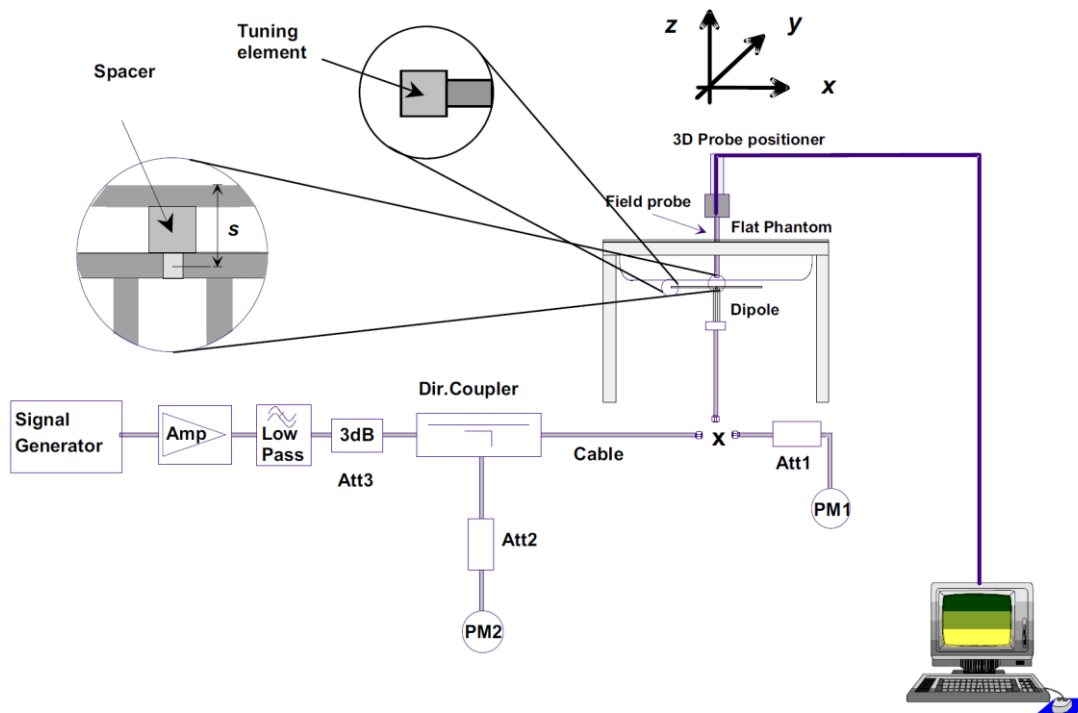 Tuning
element
Spacer
s
z
y
x
3D Probe positioner
Field probe
Flat Phantom
Dipole
Dir.Coupler
Signal
Generator
Amp
Low
Pass
3dB
Att3
Cable
x
Att1
PM1
Att2
PM2